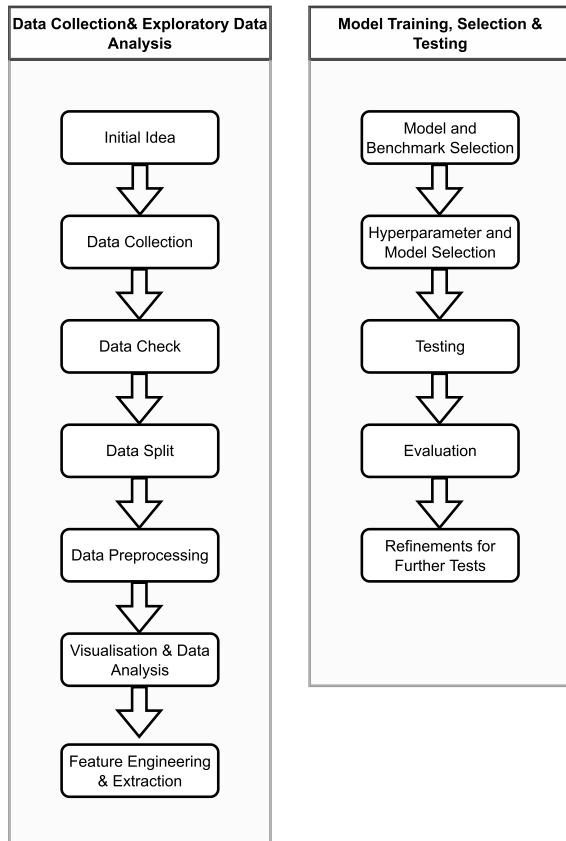 Data Collection& Exploratory Data
Analysis
Initial Idea
Data Collection
Data Check
Data Split
Data Preprocessing
Visualisation & Data
Analysis
Feature Engineering
& Extraction
Model Training, Selection &
Testing
Model and
Benchmark Selection
Hyperparameter and
Model Selection
Testing
Evaluation
Refinements for
Further Tests